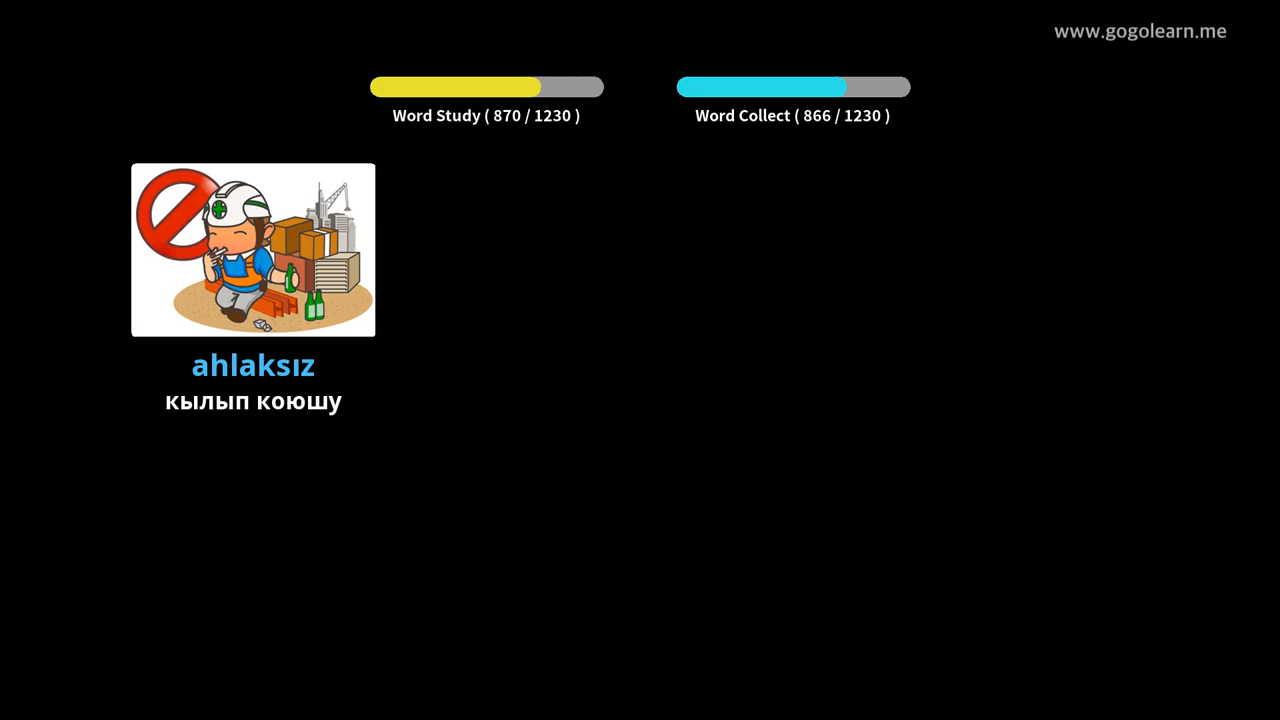 www.gogolearn.me
Word Study ( 870 / 1230 )
Word Collect ( 866 / 1230 )
ahlaksız
кылып коюшу